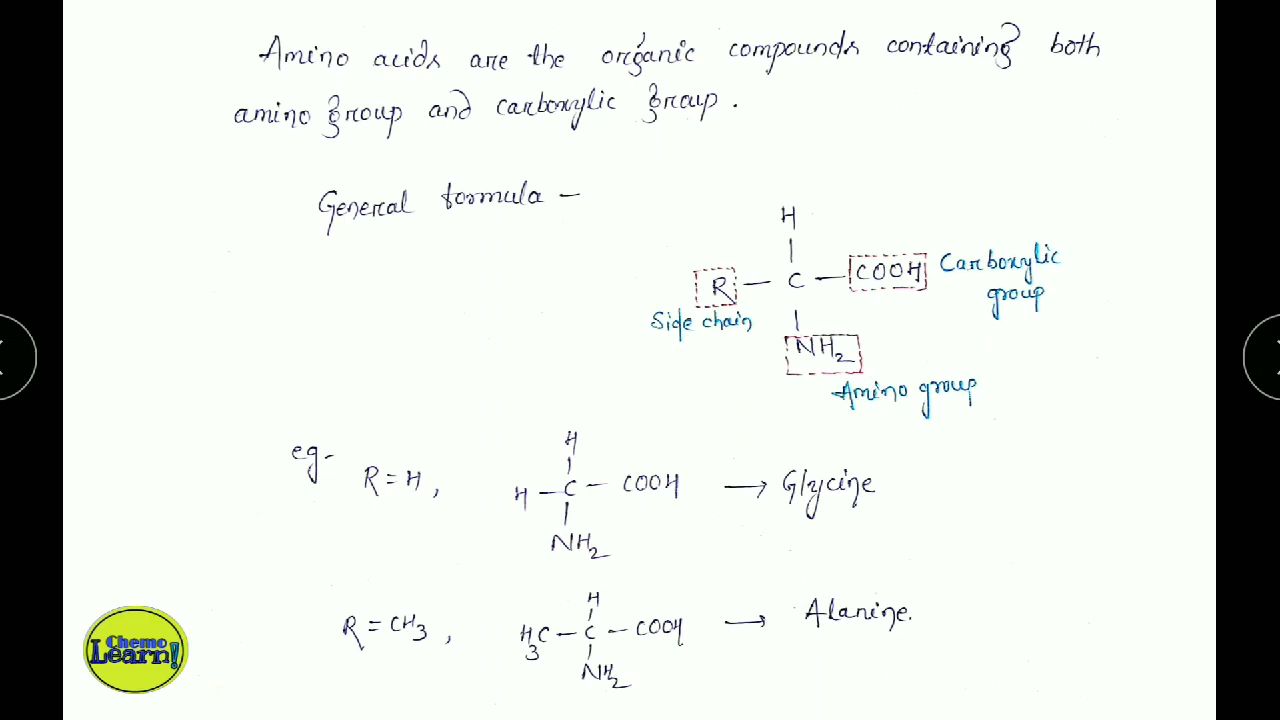 Amino acids are the organic compounds containing both
amino group and carboxylic group.
General formula –
H
|
R — C — COOH Carboxylic
group
Side chain
|
NH2
Amino group
eg-
H
|
R = H, H — C — COOH → Glycine
|
NH2
H
|
R = CH3, H3C — C — COOH → Alanine.
|
NH2
Chemo
Learn!